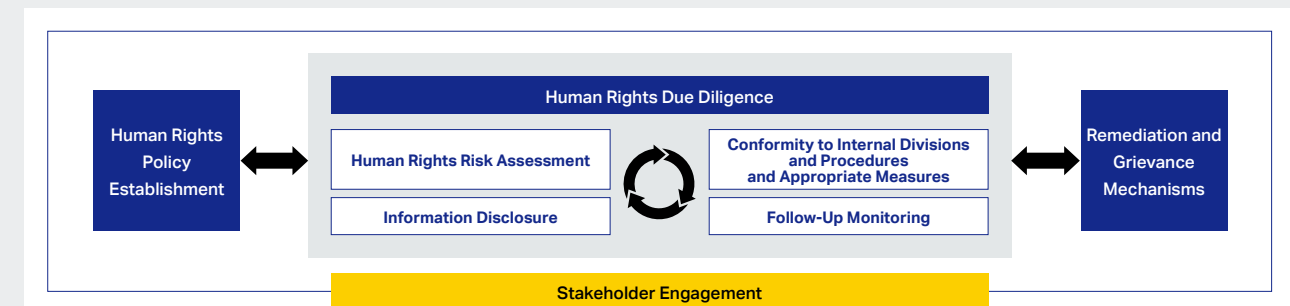 Human Rights Due Diligence
Human Rights
Policy
Establishment
Human Rights Risk Assessment
Conformity to Internal Divisions
and Procedures
and Appropriate Measures
Information Disclosure
Follow-Up Monitoring
Remediation and
Grievance
Mechanisms
Stakeholder Engagement